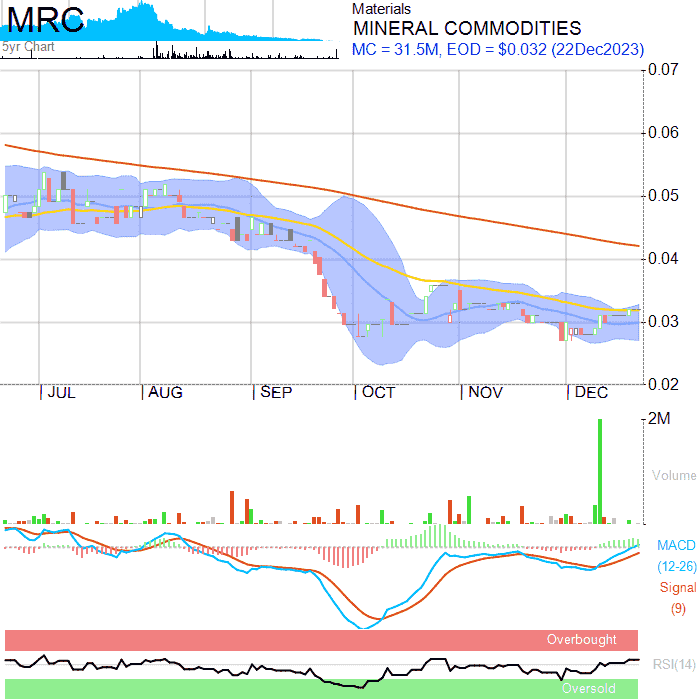 MRC
5yr Chart
Materials
MINERAL COMMODITIES
MC = 31.5M, EOD = $0.032 (22Dec2023)
0.07
0.06
0.05
0.04
0.03
0.02
JUL AUG SEP OCT NOV DEC
2M
Volume
MACD
(12-26)
Signal
(9)
Overbought
RSI(14)
Oversold